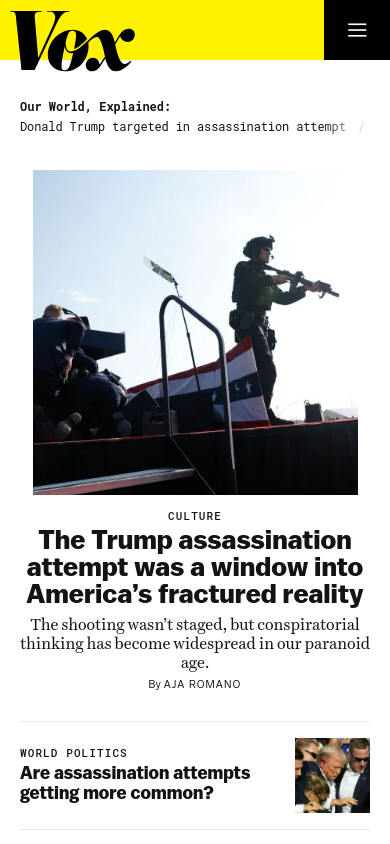 Vox
Our World, Explained:
Donald Trump targeted in assassination attempt /
CULTURE
The Trump assassination
attempt was a window into
America’s fractured reality
The shooting wasn’t staged, but conspiratorial
thinking has become widespread in our paranoid
age.
By AJA ROMANO
WORLD POLITICS
Are assassination attempts
getting more common?